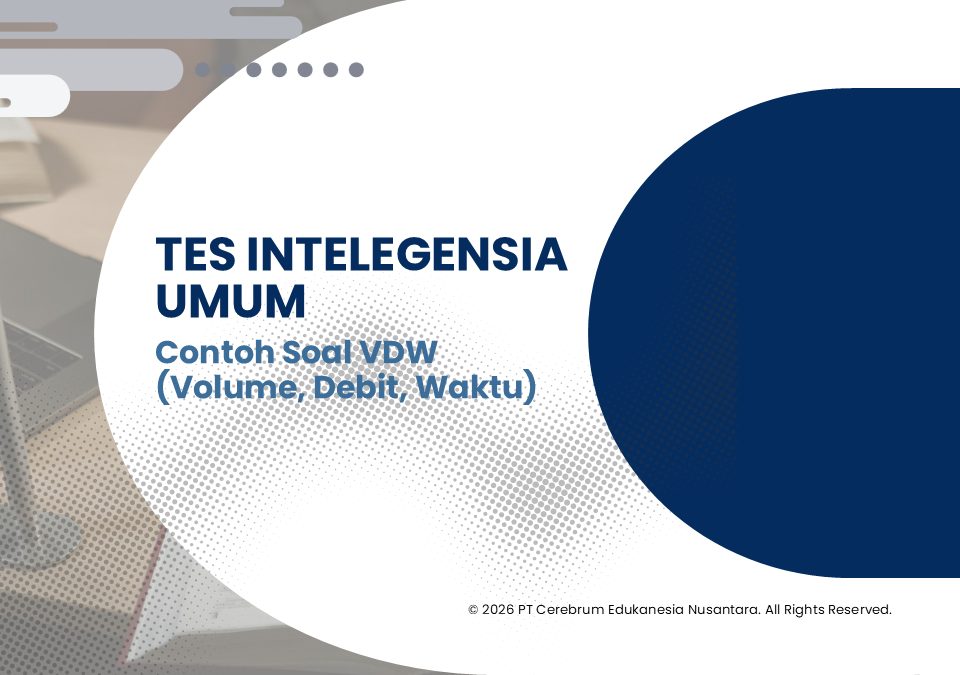 TES INTELEGENSIA
UMUM
Contoh Soal VDW
(Volume, Debit, Waktu)
© 2026 PT Cerebrum Edukanesia Nusantara. All Rights Reserved.